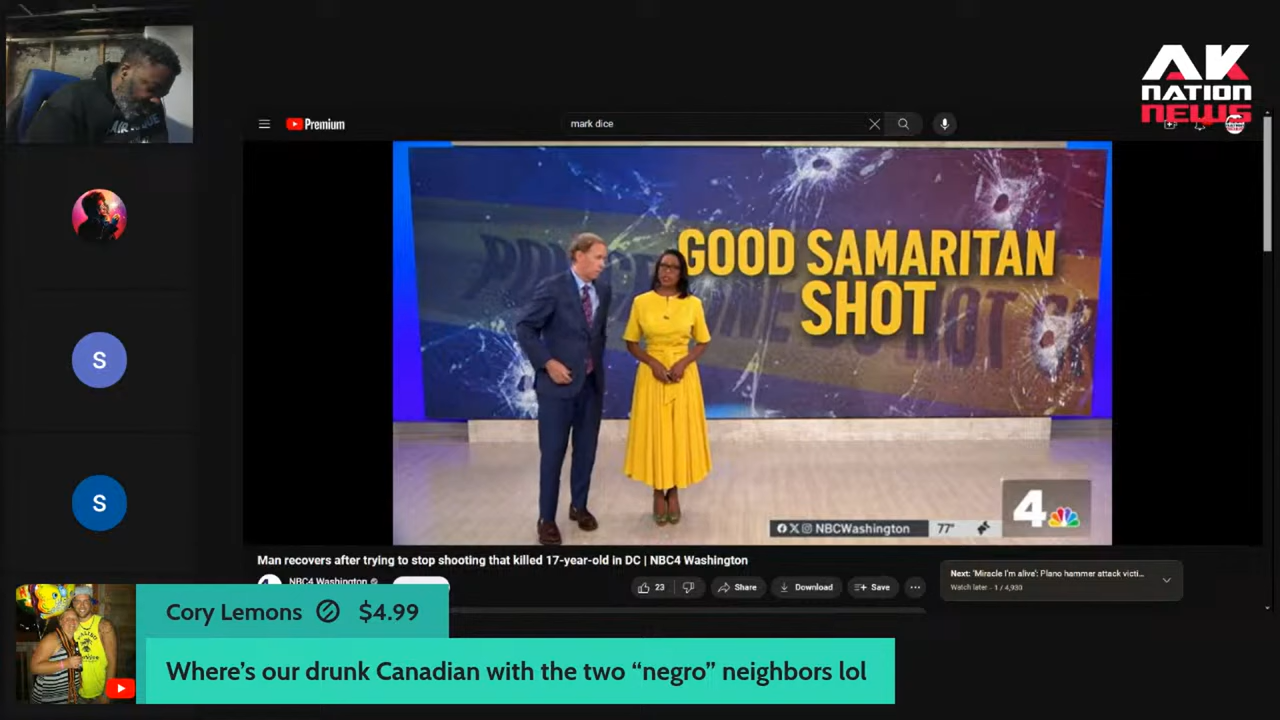 AK
NATION
NEWS
Premium
mark dice
GOOD SAMARITAN
SHOT
NBCWashington
77°
4
Man recovers after trying to stop shooting that killed 17-year-old in DC | NBC4 Washington
NBC4 Washington
23
Share
Download
Save
Next: 'Miracle I'm alive': Plano hammer attack victi...
Watch later - 1 / 4,930
S
S
Cory Lemons
$4.99
Where's our drunk Canadian with the two “negro” neighbors lol